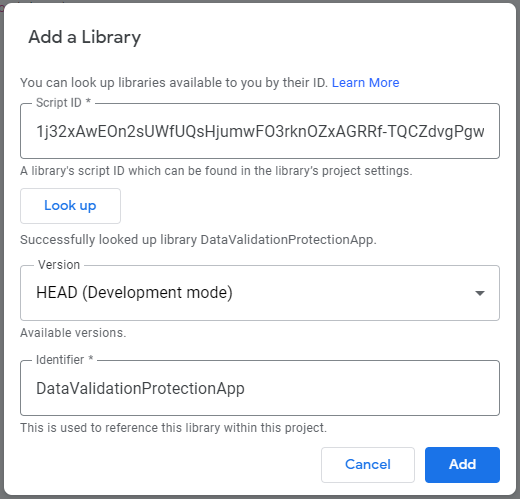 Add a Library
You can look up libraries available to you by their ID. Learn More
Script ID *
1j32xAwEOn2sUWfUQsHjumwFO3rknOZxAGRRf-TQCZdvgPgw
A library's script ID which can be found in the library's project settings.
Look up
Successfully looked up library DataValidationProtectionApp.
Version
HEAD (Development mode)
Available versions.
Identifier *
DataValidationProtectionApp
This is used to reference this library within this project.
Cancel
Add